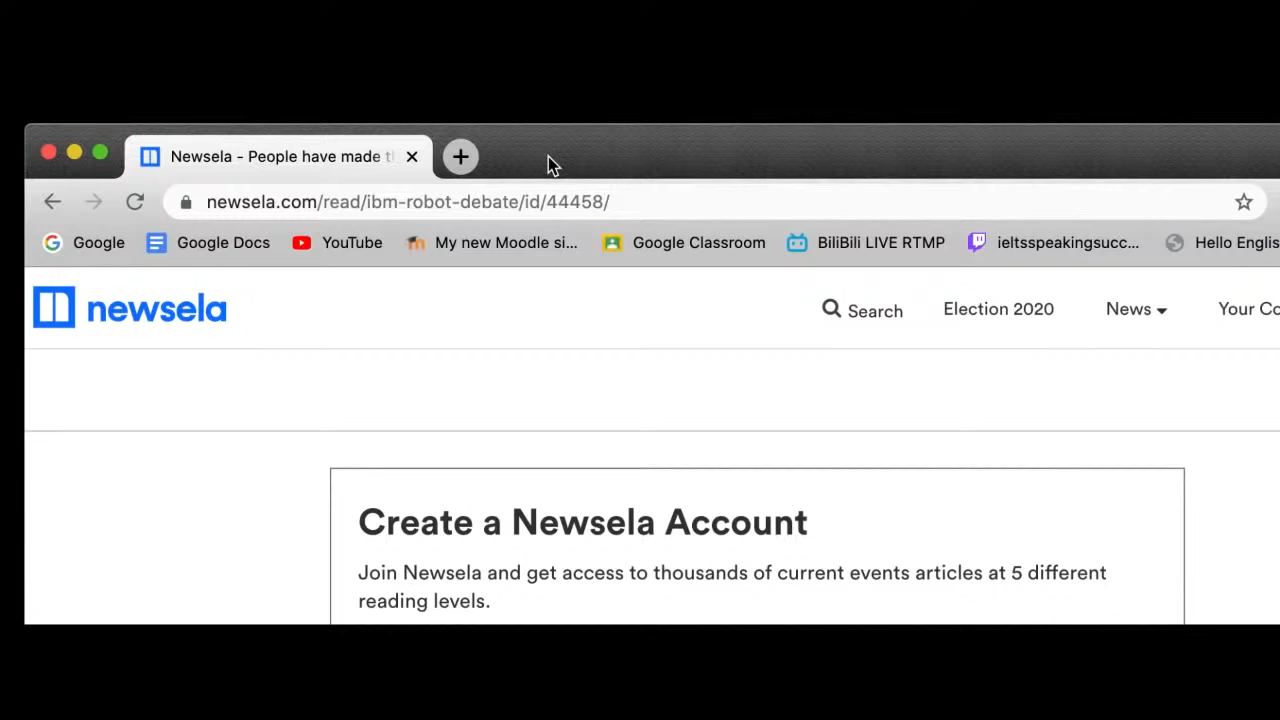 Newsela - People have made t
newsela.com/read/ibm-robot-debate/id/44458/
Google Google Docs YouTube My new Moodle si... Google Classroom BiliBili LIVE RTMP ieltsspeakingsucc... Hello Englis
newsela Search Election 2020 News Your Co
Create a Newsela Account
Join Newsela and get access to thousands of current events articles at 5 different
reading levels.